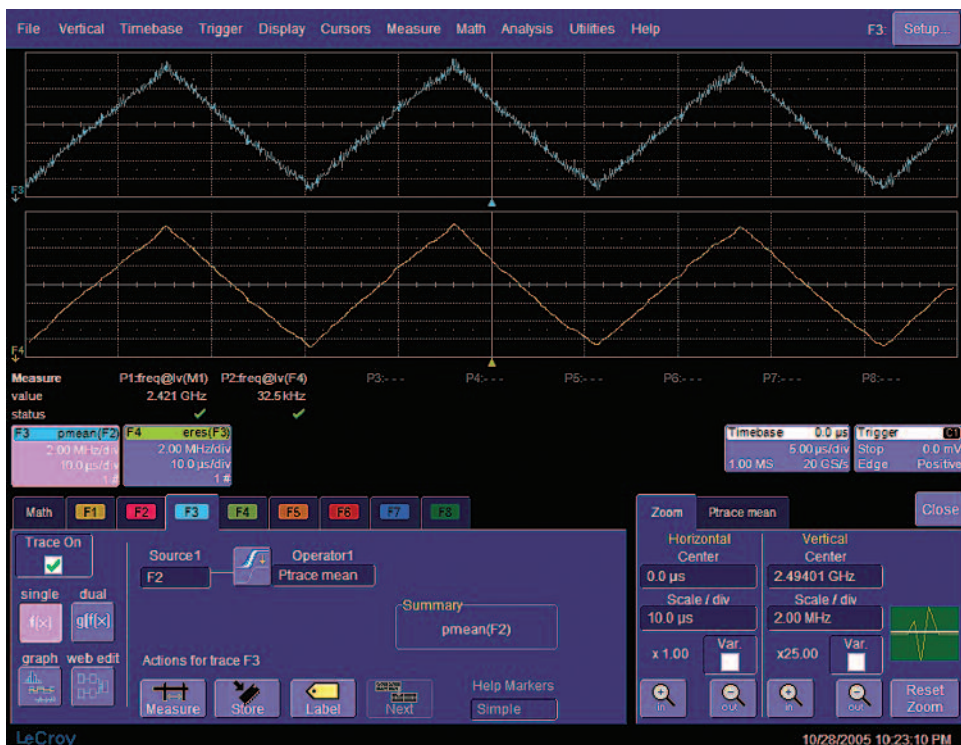 File Vertical Timebase Trigger Display Cursors Measure Math Analysis Utilities Help F3: Setup...
F3
F4
Measure P1:freq@lv(M1) P2:freq@lv(F4) P3:- - - P4:- - - P5:- - - P6:- - - P7:- - - P8:- - -
value 2.421 GHz 32.5 kHz
status
F3 pmean(F2) F4 eres(F3) Timebase 0.0 µs Trigger C1
2.00 MHz/div 2.00 MHz/div 5.00 µs/div Stop 0.0 mV
10.0 µs/div 10.0 µs/div 1.00 MS 20 GS/s Edge Positive
1 # 1 #
Math F1 F2 F3 F4 F5 F6 F7 F8 Zoom Ptrace mean Close
Trace On
Source1 Operator1
F2 Ptrace mean
single dual
f(x) g[f(x)]
Summary
pmean(F2)
graph web edit
Actions for trace F3
Measure Store Label Next
Help Markers
Simple
Horizontal Vertical
Center Center
0.0 µs 2.49401 GHz
Scale / div Scale / div
10.0 µs 2.00 MHz
x 1.00 Var. x25.00 Var.
in out in out Reset Zoom
LeCroy 10/28/2005 10:23:10 PM